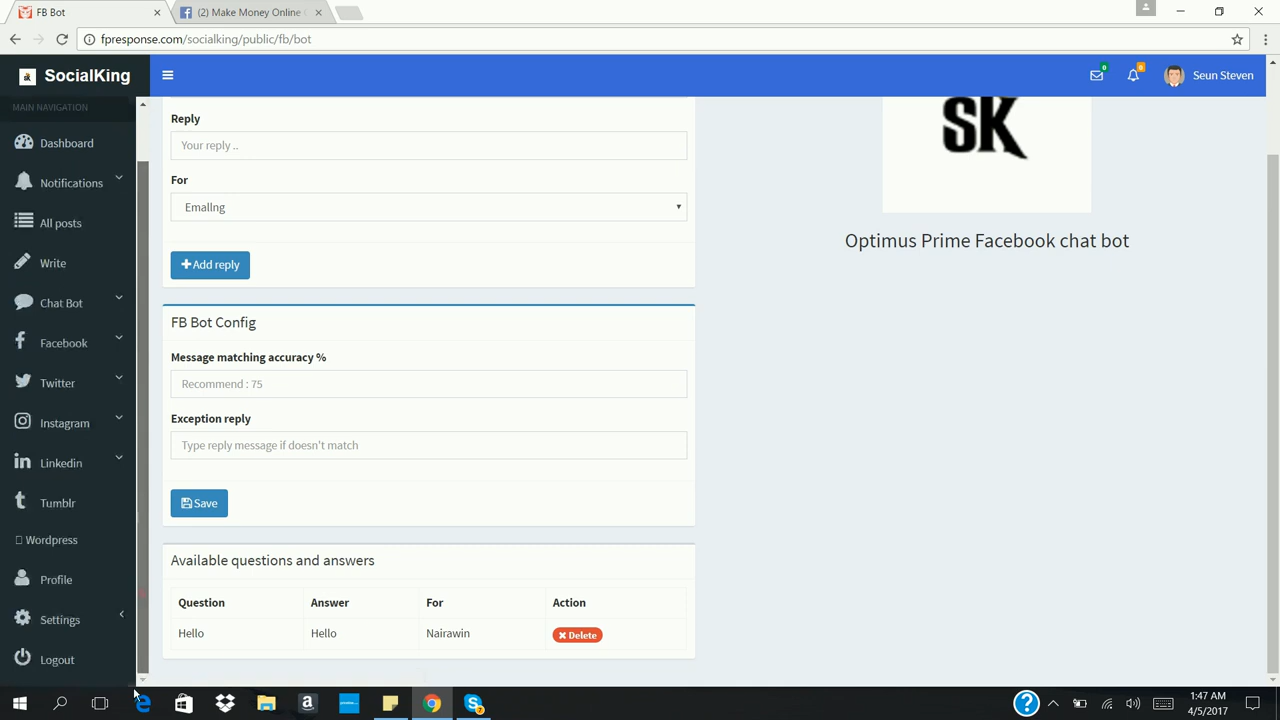 FB Bot
(2) Make Money Online
fpresponse.com/socialking/public/fb/bot
SK
SocialKing
0
0
Seun Steven
MAIN NAVIGATION
Dashboard
Notifications
All posts
Write
Chat Bot
Facebook
Twitter
Instagram
Linkedin
Tumblr
Wordpress
Profile
Settings
Logout
Reply
Your reply ..
For
Emallng
Add reply
FB Bot Config
Message matching accuracy %
Recommend : 75
Exception reply
Type reply message if doesn't match
Save
Available questions and answers
Question Answer For Action
Hello Hello Nairawin Delete
SK
Optimus Prime Facebook chat bot
1:47 AM
4/5/2017